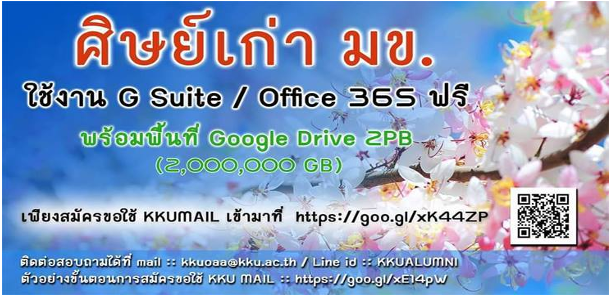 ศิษย์เก่า มข.
ใช้งาน G Suite / Office 365 ฟรี
พร้อมพื้นที่ Google Drive 2PB
(2,000,000 GB)
เพียงสมัครขอใช้ KKUMAIL เข้ามาที่ https://goo.gl/xK44ZP
ติดต่อสอบถามได้ที่ mail :: kkuoaa@kku.ac.th / Line id :: KKUALUMNI
ตัวอย่างขั้นตอนการสมัครขอใช้ KKU MAIL :: https://goo.gl/xE14pW